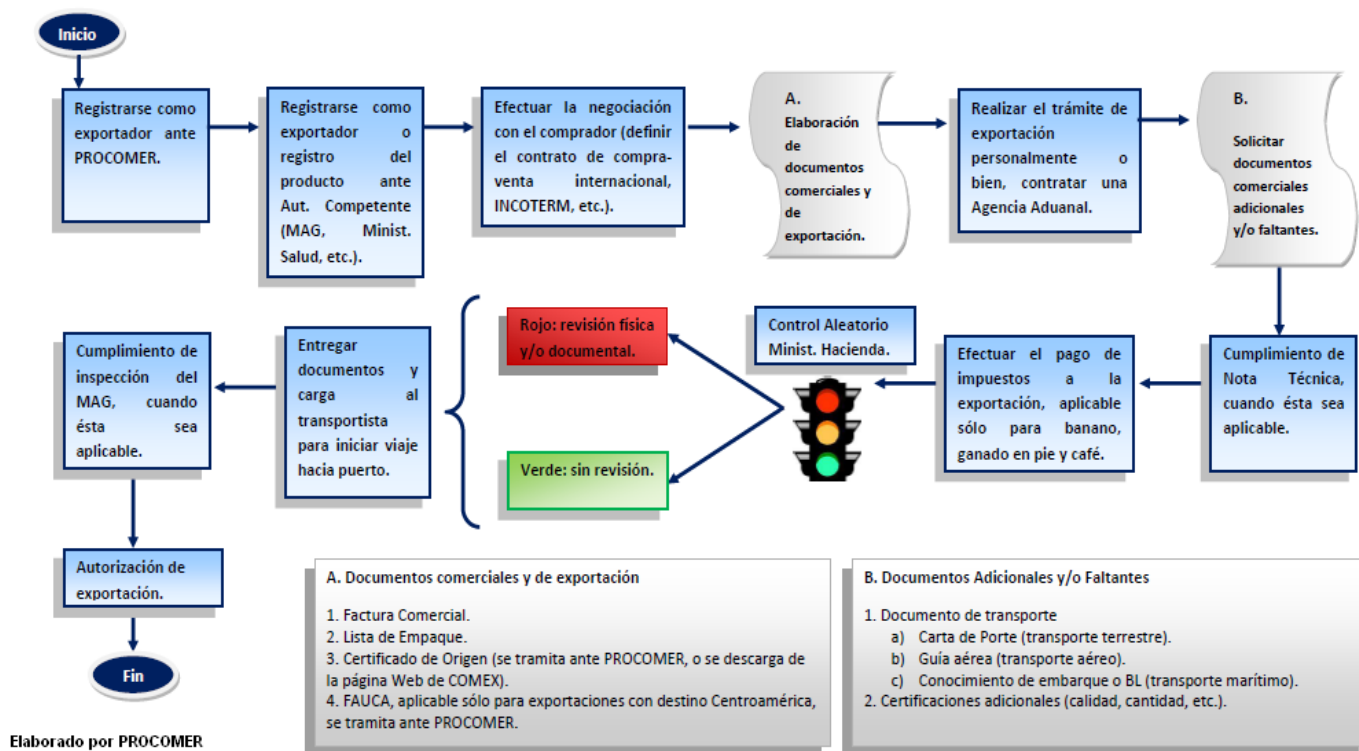 Inicio
Registrarse como
exportador ante
PROCOMER.
Registrarse como
exportador o
registro del
producto ante
Aut. Competente
(MAG, Minist.
Salud, etc.).
Efectuar la negociación
con el comprador (definir
el contrato de compra-
venta internacional,
INCOTERM, etc.).
A.
Elaboración
de
documentos
comerciales y
de
exportación.
Realizar el trámite de
exportación
personalmente o
bien, contratar una
Agencia Aduanal.
B.
Solicitar
documentos
comerciales
adicionales
y/o faltantes.
Cumplimiento de
Nota Técnica,
cuando ésta sea
aplicable.
Efectuar el pago de
impuestos a la
exportación, aplicable
sólo para banano,
ganado en pie y café.
Control Aleatorio
Minist. Hacienda.
Rojo: revisión física
y/o documental.
Verde: sin revisión.
Entregar
documentos y
carga al
transportista
para iniciar viaje
hacia puerto.
Cumplimiento de
inspección del
MAG, cuando
ésta sea
aplicable.
Autorización de
exportación.
Fin
A. Documentos comerciales y de exportación
1. Factura Comercial.
2. Lista de Empaque.
3. Certificado de Origen (se tramita ante PROCOMER, o se descarga de
la página Web de COMEX).
4. FAUCA, aplicable sólo para exportaciones con destino Centroamérica,
se tramita ante PROCOMER.
B. Documentos Adicionales y/o Faltantes
1. Documento de transporte
a) Carta de Porte (transporte terrestre).
b) Guía aérea (transporte aéreo).
c) Conocimiento de embarque o BL (transporte marítimo).
2. Certificaciones adicionales (calidad, cantidad, etc.).
Elaborado por PROCOMER